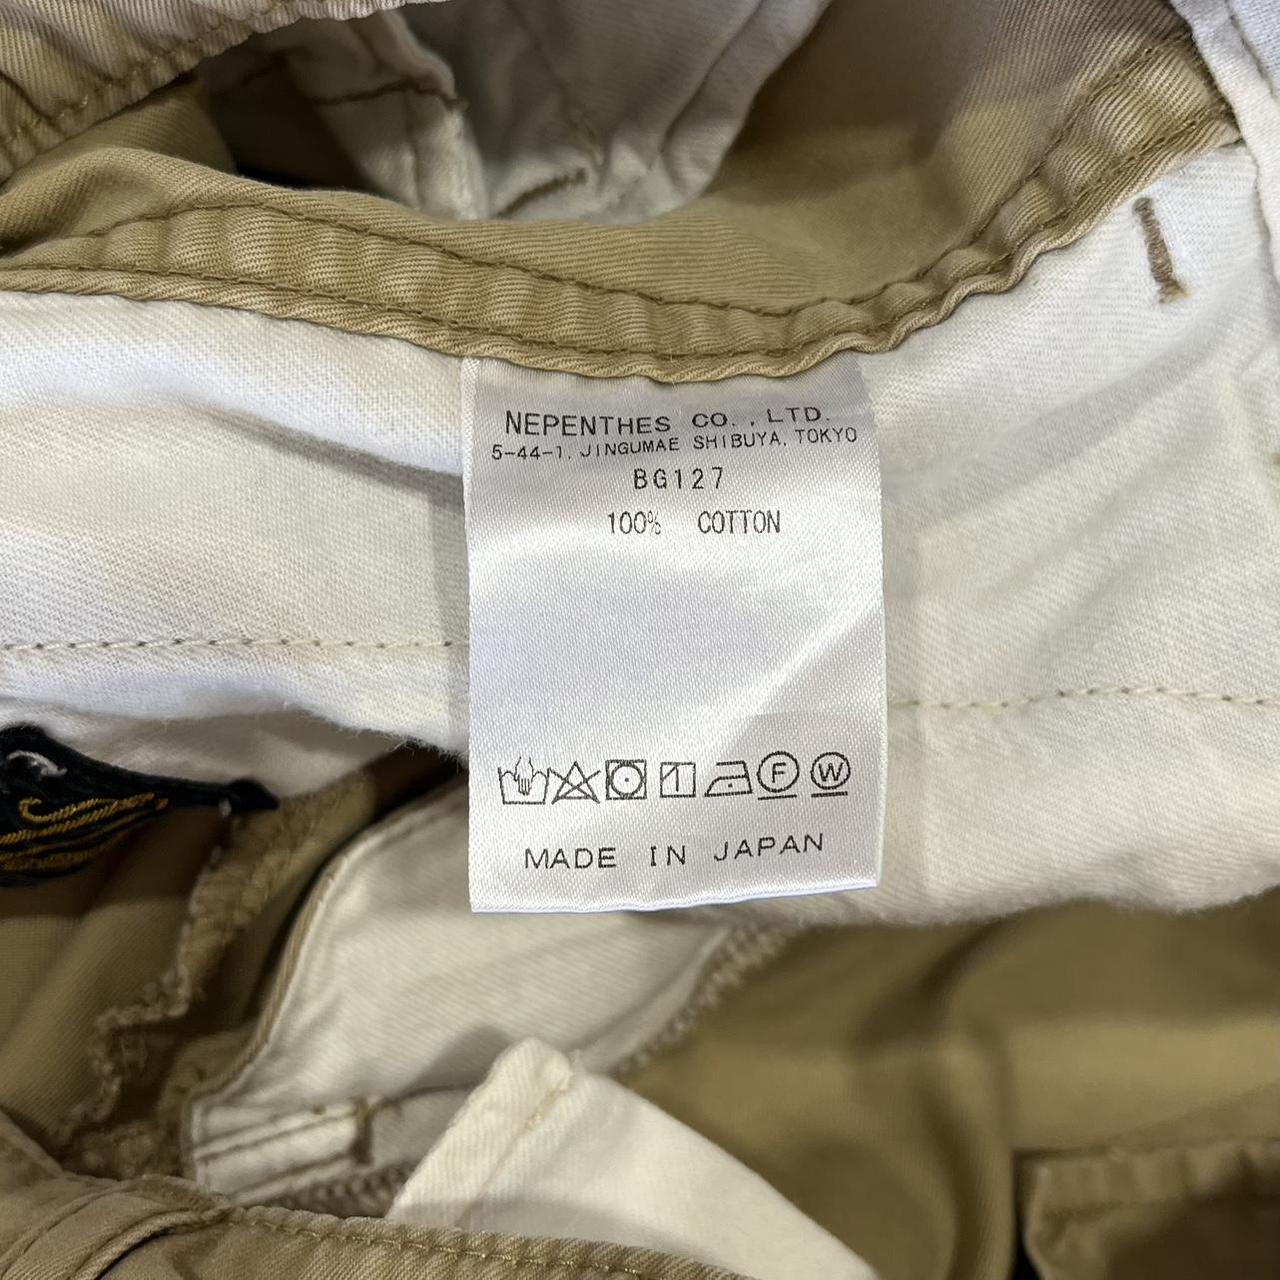 NEPENTHES CO., LTD.
5-44-1, JINGUMAE SHIBUYA, TOKYO
BG127
100% COTTON
F W
MADE IN JAPAN